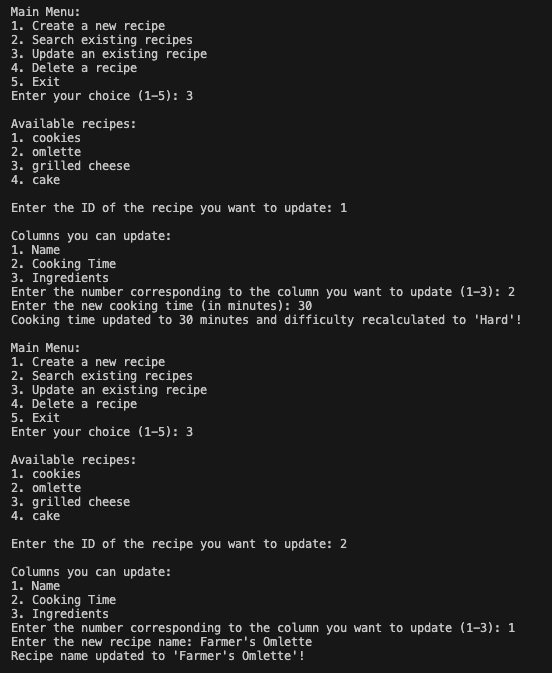 Main Menu:
1. Create a new recipe
2. Search existing recipes
3. Update an existing recipe
4. Delete a recipe
5. Exit
Enter your choice (1-5): 3
Available recipes:
1. cookies
2. omlette
3. grilled cheese
4. cake
Enter the ID of the recipe you want to update: 1
Columns you can update:
1. Name
2. Cooking Time
3. Ingredients
Enter the number corresponding to the column you want to update (1-3): 2
Enter the new cooking time (in minutes): 30
Cooking time updated to 30 minutes and difficulty recalculated to 'Hard'!
Main Menu:
1. Create a new recipe
2. Search existing recipes
3. Update an existing recipe
4. Delete a recipe
5. Exit
Enter your choice (1-5): 3
Available recipes:
1. cookies
2. omlette
3. grilled cheese
4. cake
Enter the ID of the recipe you want to update: 2
Columns you can update:
1. Name
2. Cooking Time
3. Ingredients
Enter the number corresponding to the column you want to update (1-3): 1
Enter the new recipe name: Farmer's Omlette
Recipe name updated to 'Farmer's Omlette'!